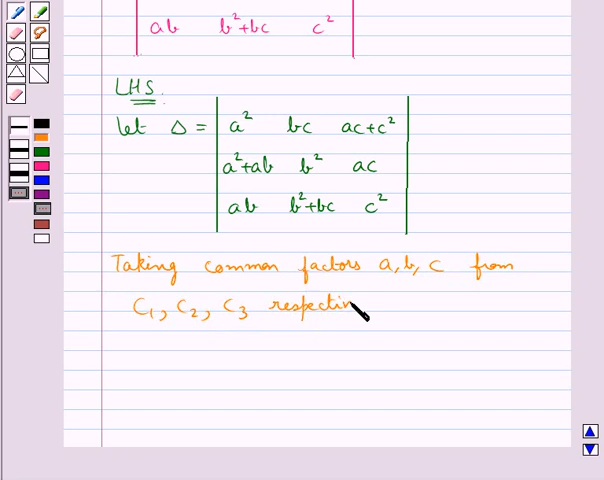 ab b²+bc c²
LHS.
Let Δ = | a² bc ac+c² |
| a²+ab b² ac |
| ab b²+bc c² |
Taking common factors a, b, c from
C₁, C₂, C₃ respectin